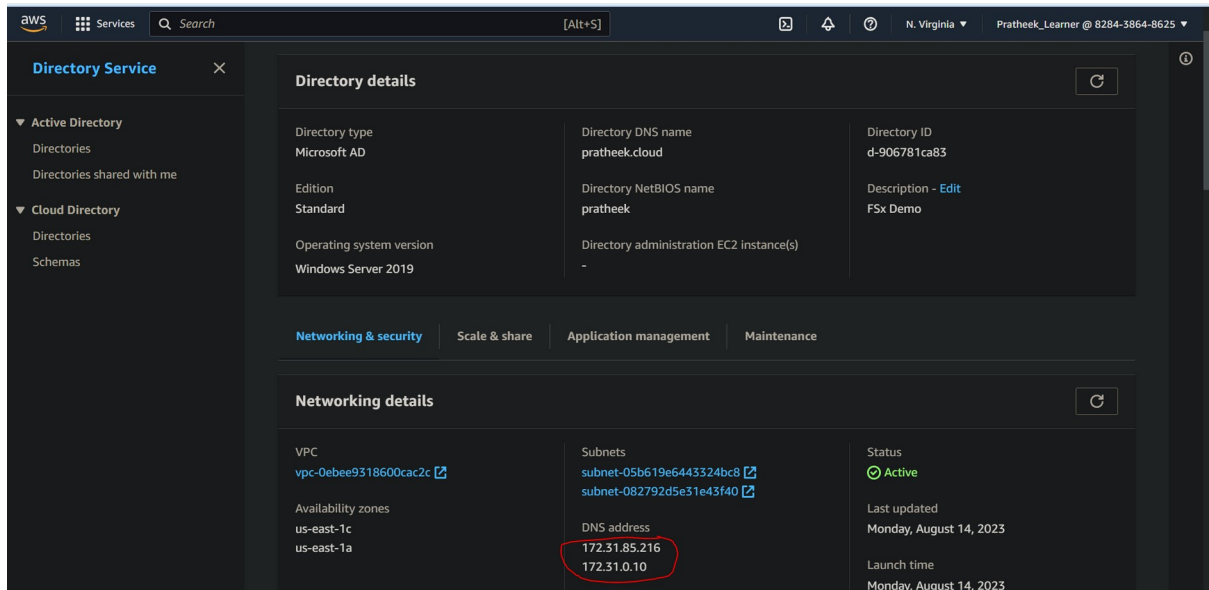 aws Services Search [Alt+S] N. Virginia Pratheek_Learner @ 8284-3864-8625
Directory Service
Active Directory
Directories
Directories shared with me
Cloud Directory
Directories
Schemas
Directory details
Directory type
Microsoft AD
Edition
Standard
Operating system version
Windows Server 2019
Directory DNS name
pratheek.cloud
Directory NetBIOS name
pratheek
Directory administration EC2 instance(s)
-
Directory ID
d-906781ca83
Description - Edit
FSx Demo
Networking & security Scale & share Application management Maintenance
Networking details
VPC
vpc-0ebee9318600cac2c
Availability zones
us-east-1c
us-east-1a
Subnets
subnet-05b619e6443324bc8
subnet-082792d5e31e43f40
DNS address
172.31.85.216
172.31.0.10
Status
Active
Last updated
Monday, August 14, 2023
Launch time
Monday, August 14, 2023